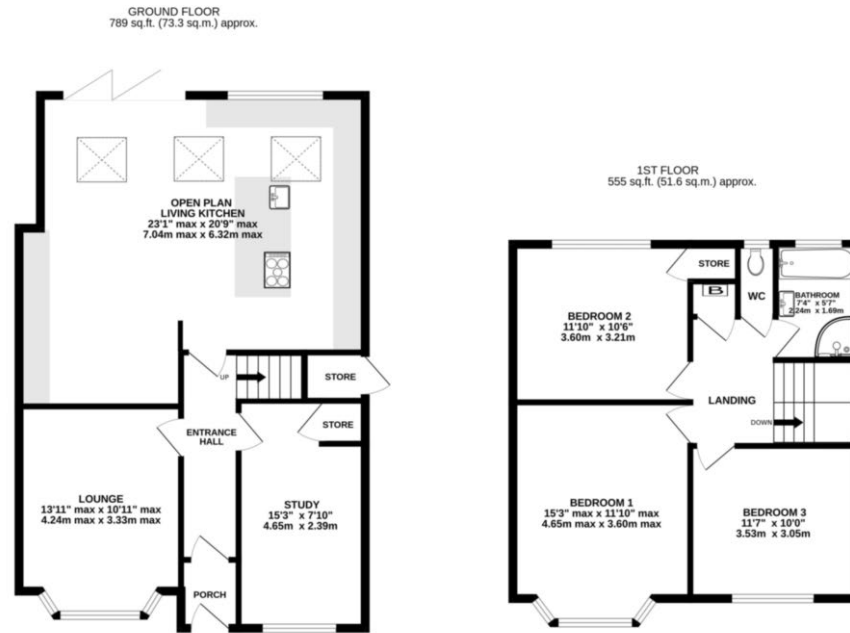 GROUND FLOOR
789 sq.ft. (73.3 sq.m.) approx.
OPEN PLAN
LIVING KITCHEN
23'1" max x 20'9" max
7.04m max x 6.32m max
UP
STORE
STORE
ENTRANCE
HALL
LOUNGE
13'11" max x 10'11" max
4.24m max x 3.33m max
STUDY
15'3" x 7'10"
4.65m x 2.39m
PORCH
1ST FLOOR
555 sq.ft. (51.6 sq.m.) approx.
STORE
B
WC
BATHROOM
7'4" x 5'7"
2.24m x 1.69m
BEDROOM 2
11'10" x 10'6"
3.60m x 3.21m
LANDING
DOWN
BEDROOM 1
15'3" max x 11'10" max
4.65m max x 3.60m max
BEDROOM 3
11'7" x 10'0"
3.53m x 3.05m